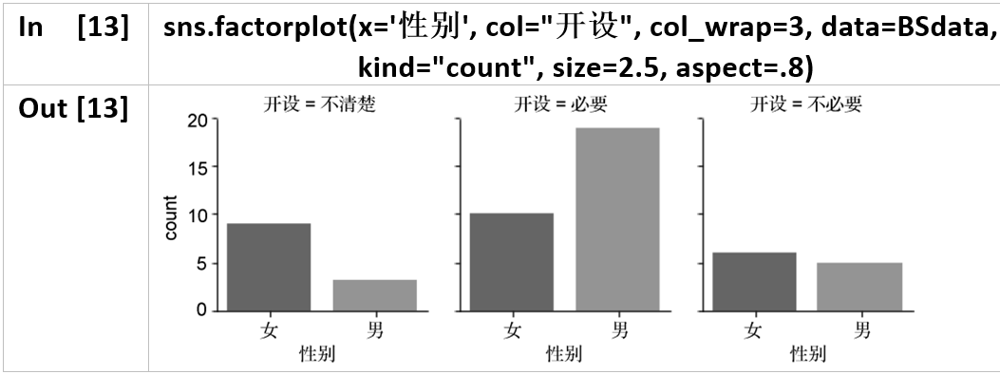 In [13]
sns.factorplot(x='性别', col="开设", col_wrap=3, data=BSdata,
kind="count", size=2.5, aspect=.8)
Out [13]
开设 = 不清楚 开设 = 必要 开设 = 不必要
20
15
10
5
0
count
女 男 女 男 女 男
性别 性别 性别